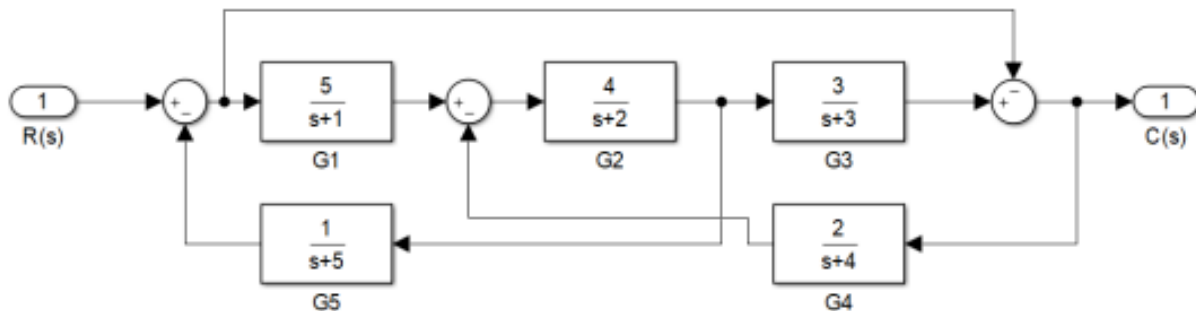 1
R(s)
+
−
5
s+1
G1
+
−
4
s+2
G2
3
s+3
G3
−
+
1
C(s)
1
s+5
G5
2
s+4
G4